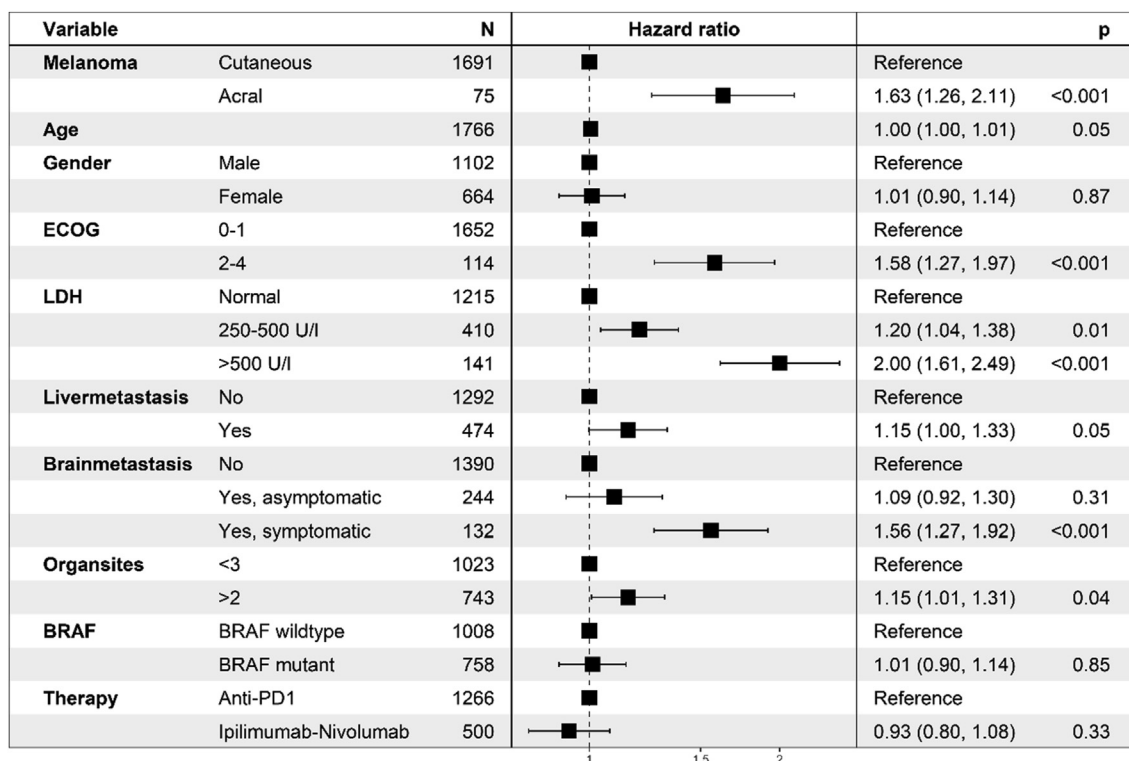 Variable N Hazard ratio p
Melanoma Cutaneous 1691 Reference
Acral 75 1.63 (1.26, 2.11) <0.001
Age 1766 1.00 (1.00, 1.01) 0.05
Gender Male 1102 Reference
Female 664 1.01 (0.90, 1.14) 0.87
ECOG 0-1 1652 Reference
2-4 114 1.58 (1.27, 1.97) <0.001
LDH Normal 1215 Reference
250-500 U/l 410 1.20 (1.04, 1.38) 0.01
>500 U/l 141 2.00 (1.61, 2.49) <0.001
Livermetastasis No 1292 Reference
Yes 474 1.15 (1.00, 1.33) 0.05
Brainmetastasis No 1390 Reference
Yes, asymptomatic 244 1.09 (0.92, 1.30) 0.31
Yes, symptomatic 132 1.56 (1.27, 1.92) <0.001
Organsites <3 1023 Reference
>2 743 1.15 (1.01, 1.31) 0.04
BRAF BRAF wildtype 1008 Reference
BRAF mutant 758 1.01 (0.90, 1.14) 0.85
Therapy Anti-PD1 1266 Reference
Ipilimumab-Nivolumab 500 0.93 (0.80, 1.08) 0.33
1 1.5 2